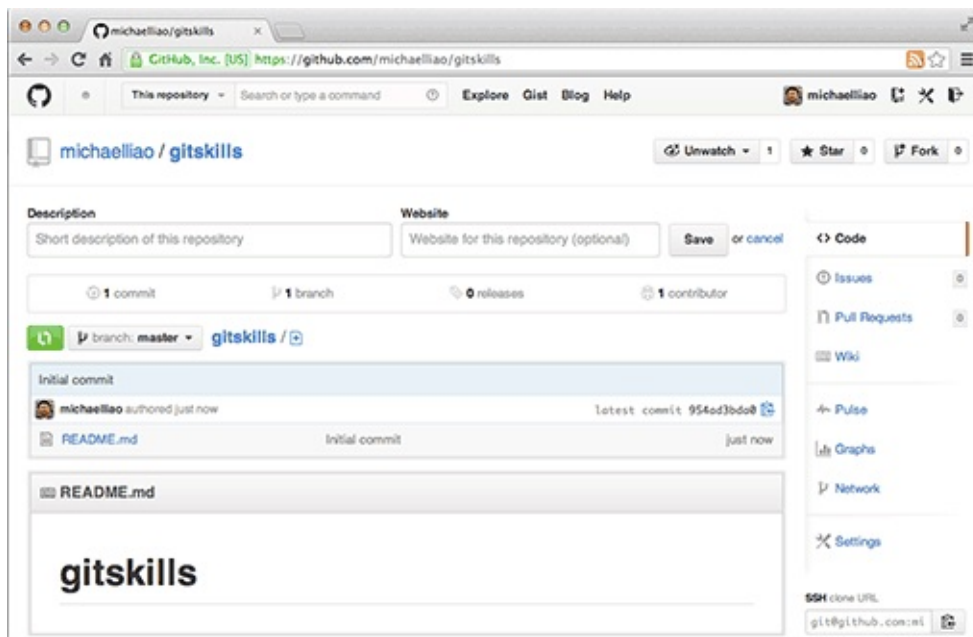 michaelliao/gitskills
GitHub, Inc. [US] https://github.com/michaelliao/gitskills
This repository Search or type a command Explore Gist Blog Help michaelliao
michaelliao / gitskills Unwatch 1 Star 0 Fork 0
Description Website
Short description of this repository Website for this repository (optional) Save or cancel
1 commit 1 branch 0 releases 1 contributor
branch: master gitskills /
Initial commit
michaelliao authored just now latest commit 954ad3bda0
README.md Initial commit just now
README.md
gitskills
Code
Issues 0
Pull Requests 0
Wiki
Pulse
Graphs
Network
Settings
SSH clone URL
git@github.com:mi